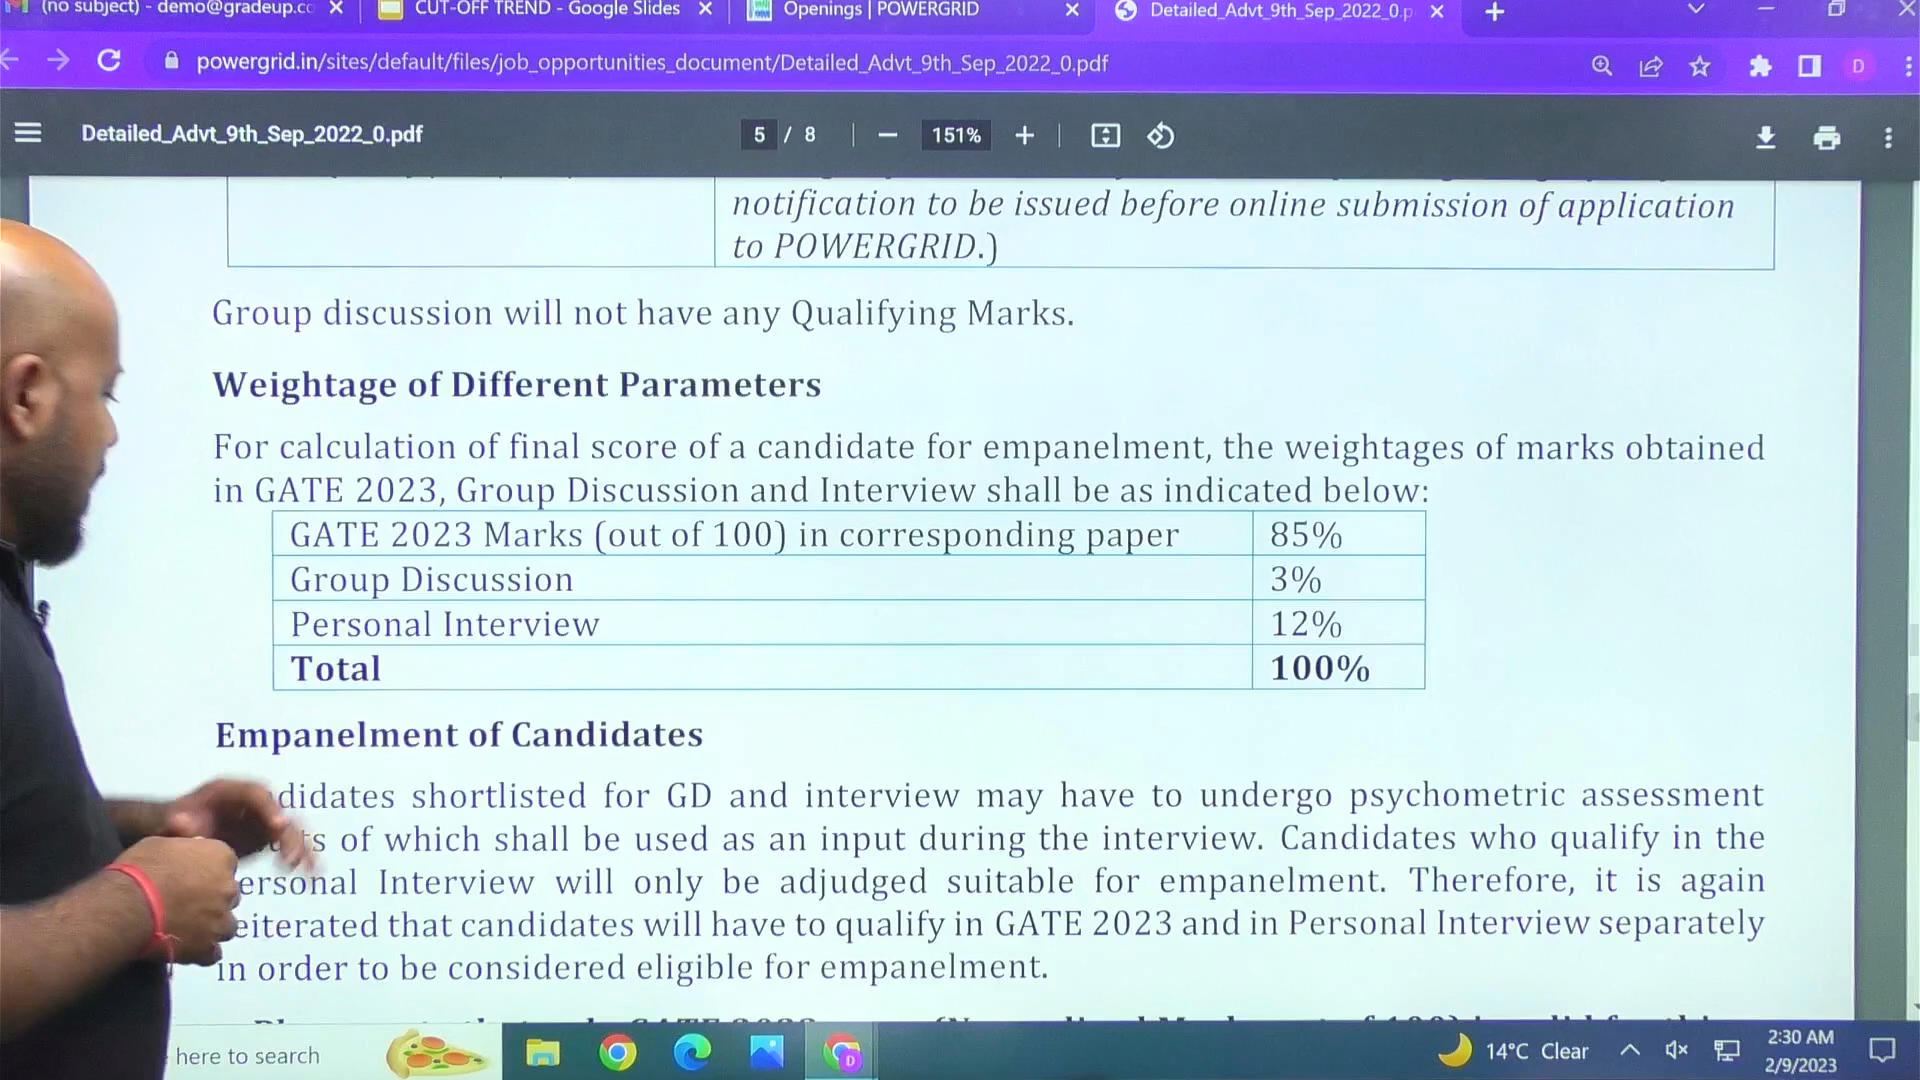 (no subject) - demo@gradeup.co
CUT-OFF TREND - Google Slides
Openings | POWERGRID
Detailed_Advt_9th_Sep_2022_0.p
powergrid.in/sites/default/files/job_opportunities_document/Detailed_Advt_9th_Sep_2022_0.pdf
D
Detailed_Advt_9th_Sep_2022_0.pdf
5 / 8
151%
notification to be issued before online submission of application
to POWERGRID.)
Group discussion will not have any Qualifying Marks.
Weightage of Different Parameters
For calculation of final score of a candidate for empanelment, the weightages of marks obtained
in GATE 2023, Group Discussion and Interview shall be as indicated below:
GATE 2023 Marks (out of 100) in corresponding paper 85%
Group Discussion 3%
Personal Interview 12%
Total 100%
Empanelment of Candidates
didates shortlisted for GD and interview may have to undergo psychometric assessment
of which shall be used as an input during the interview. Candidates who qualify in the
ersonal Interview will only be adjudged suitable for empanelment. Therefore, it is again
eiterated that candidates will have to qualify in GATE 2023 and in Personal Interview separately
in order to be considered eligible for empanelment.
here to search
D
14°C Clear
2:30 AM
2/9/2023